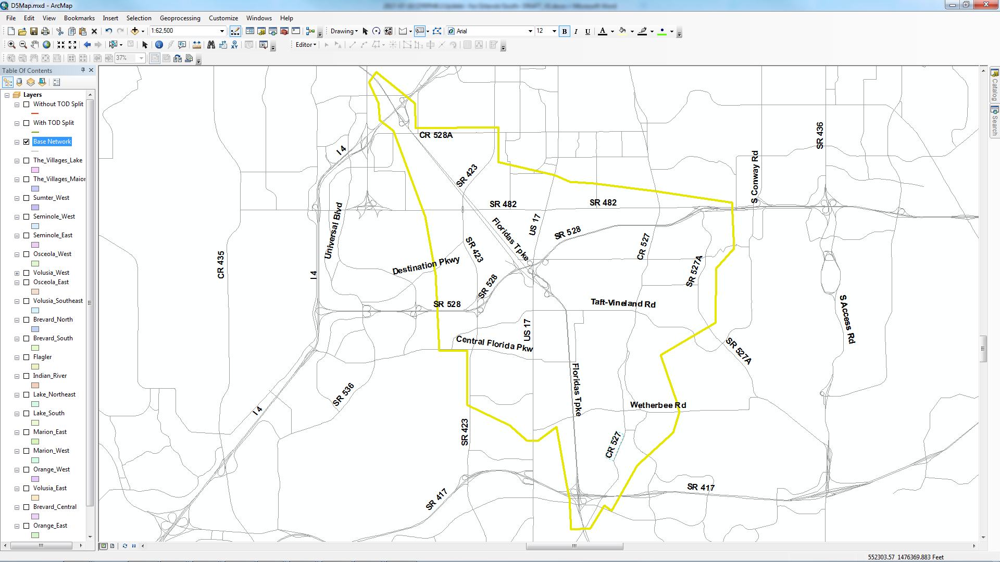 D5Map.mxd - ArcMap
File Edit View Bookmarks Insert Selection Geoprocessing Customize Windows Help
1:62,500
Drawing
Arial
12
B I U A
Editor
37%
Table Of Contents
Layers
Without TOD Split
With TOD Split
Base Network
The_Villages_Lake
The_Villages_Marior
Sumter_West
Seminole_West
Seminole_East
Osceola_West
Volusia_West
Osceola_East
Volusia_Southeast
Brevard_North
Brevard_South
Flagler
Indian_River
Lake_Northeast
Lake_South
Marion_East
Marion_West
Orange_West
Volusia_East
Brevard_Central
Orange_East
CR 528A
SR 436
I 4
S Conway Rd
SR 423
SR 482
SR 482
Universal Blvd
Floridas Tpke
US 17
SR 528
CR 435
SR 423
CR 527
Destination Pkwy
SR 527A
I 4
SR 528
SR 528
Taft-Vineland Rd
S Access Rd
US 17
Central Florida Pkw
SR 527A
Floridas Tpke
SR 536
Wetherbee Rd
I 4
SR 423
CR 527
SR 417
SR 417
Catalog
Search
552303.57 1476369.883 Feet